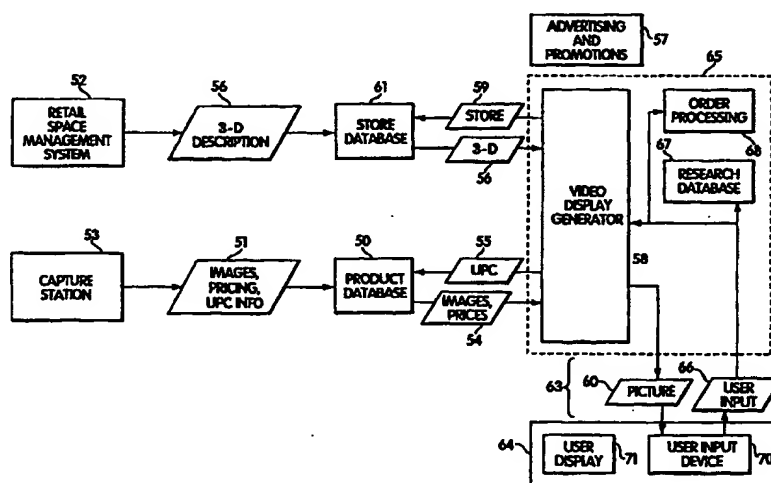 ADVERTISING
AND
PROMOTIONS
57
65
52
RETAIL
SPACE
MANAGEMENT
SYSTEM
56
3-D
DESCRIPTION
61
STORE
DATABASE
59
STORE
3-D
56
VIDEO
DISPLAY
GENERATOR
58
ORDER
PROCESSING
68
67
RESEARCH
DATABASE
53
CAPTURE
STATION
51
IMAGES,
PRICING,
UPC INFO
50
PRODUCT
DATABASE
55
UPC
IMAGES,
PRICES
54
63
60
PICTURE
66
USER
INPUT
64
USER
DISPLAY
71
USER INPUT
DEVICE
70